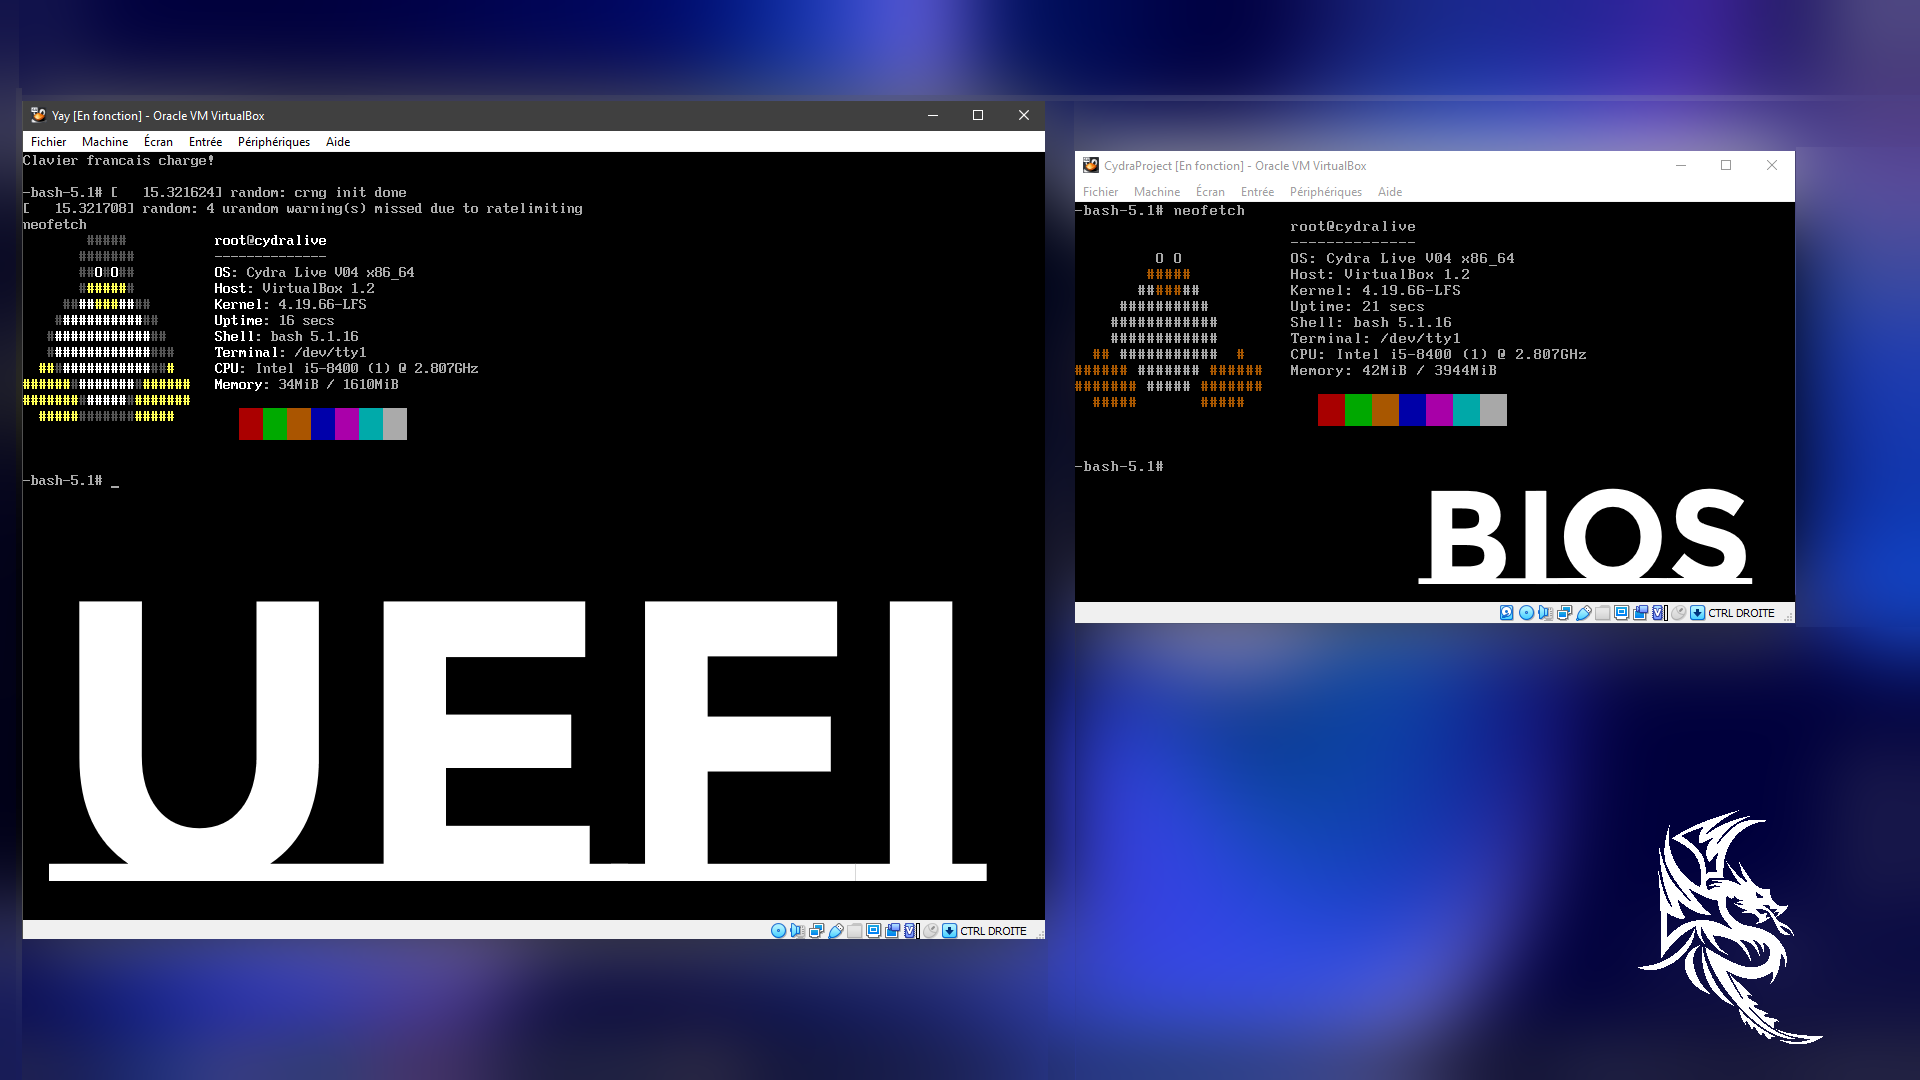 Yay [En fonction] - Oracle VM VirtualBox
Fichier Machine Écran Entrée Périphériques Aide
Clavier francais charge!
-bash-5.1# [   15.321624] random: crng init done
[   15.321708] random: 4 urandom warning(s) missed due to ratelimiting
neofetch
#####
root@cydralive
#######
--------------
##O#O##
OS: Cydra Live V04 x86_64
#######
Host: VirtualBox 1.2
###########
Kernel: 4.19.66-LFS
#############
Uptime: 16 secs
###############
Shell: bash 5.1.16
################
Terminal: /dev/tty1
#################
CPU: Intel i5-8400 (1) @ 2.807GHz
#####################
Memory: 34MiB / 1610MiB
#####################
#################
-bash-5.1# _
UEFI
CTRL DROITE
CydraProject [En fonction] - Oracle VM VirtualBox
Fichier Machine Écran Entrée Périphériques Aide
-bash-5.1# neofetch
root@cydralive
--------------
O O
OS: Cydra Live V04 x86_64
#####
Host: VirtualBox 1.2
#######
Kernel: 4.19.66-LFS
##########
Uptime: 21 secs
############
Shell: bash 5.1.16
############
Terminal: /dev/tty1
## ########### #
CPU: Intel i5-8400 (1) @ 2.807GHz
###### ####### ######
Memory: 42MiB / 3944MiB
####### ##### #######
##### #####
-bash-5.1#
BIOS
CTRL DROITE